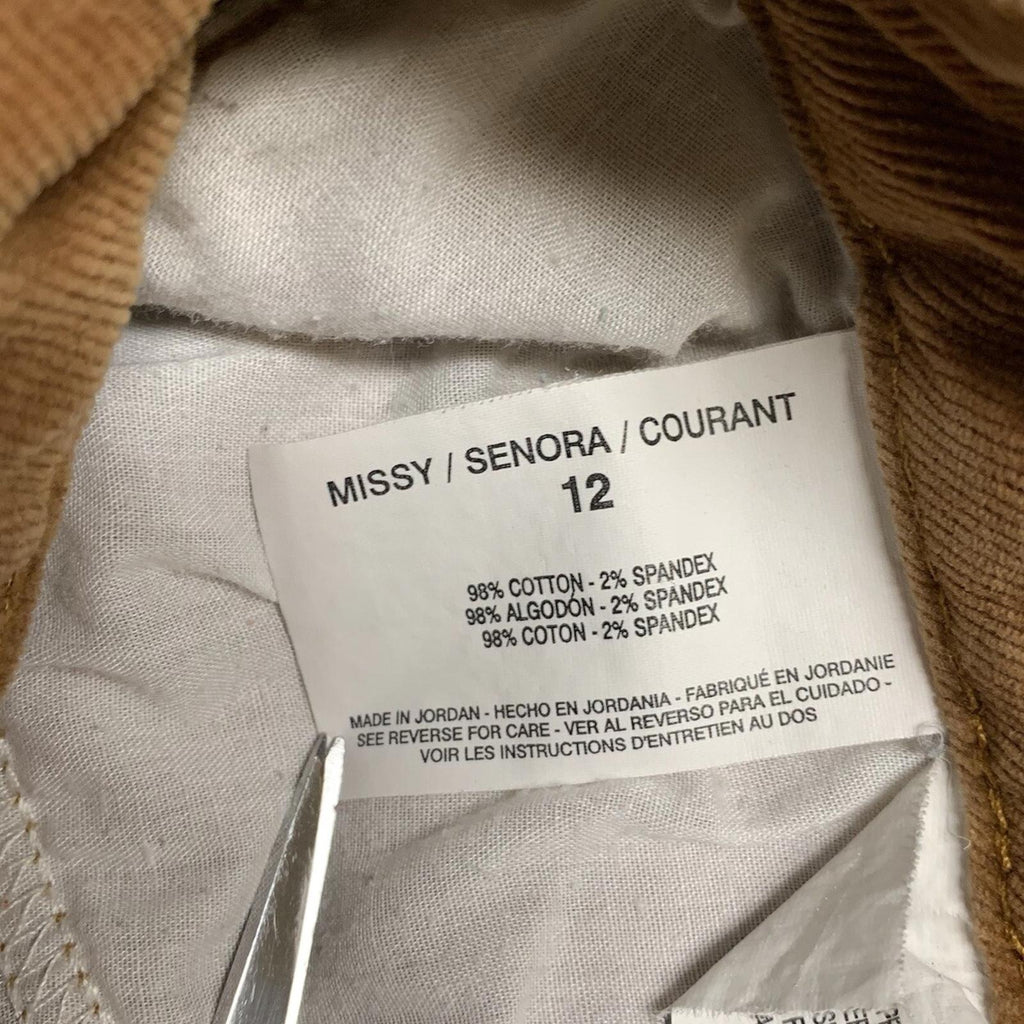 MISSY / SENORA / COURANT
12
98% COTTON - 2% SPANDEX
98% ALGODÓN - 2% SPANDEX
98% COTON - 2% SPANDEX
MADE IN JORDAN - HECHO EN JORDANIA - FABRIQUÉ EN JORDANIE
SEE REVERSE FOR CARE - VER AL REVERSO PARA EL CUIDADO -
VOIR LES INSTRUCTIONS D'ENTRETIEN AU DOS